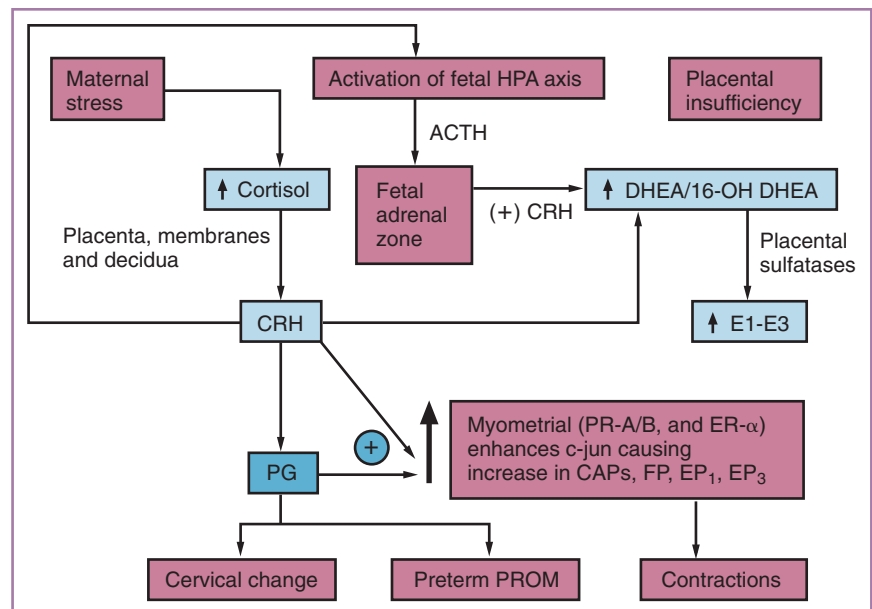 Maternal
stress
Activation of fetal HPA axis
Placental
insufficiency
ACTH
↑ Cortisol
Fetal
adrenal
zone
(+) CRH
↑ DHEA/16-OH DHEA
Placenta, membranes
and decidua
Placental
sulfatases
CRH
↑ E1-E3
Myometrial (PR-A/B, and ER-α)
enhances c-jun causing
increase in CAPs, FP, EP₁, EP₃
+
PG
Cervical change
Preterm PROM
Contractions